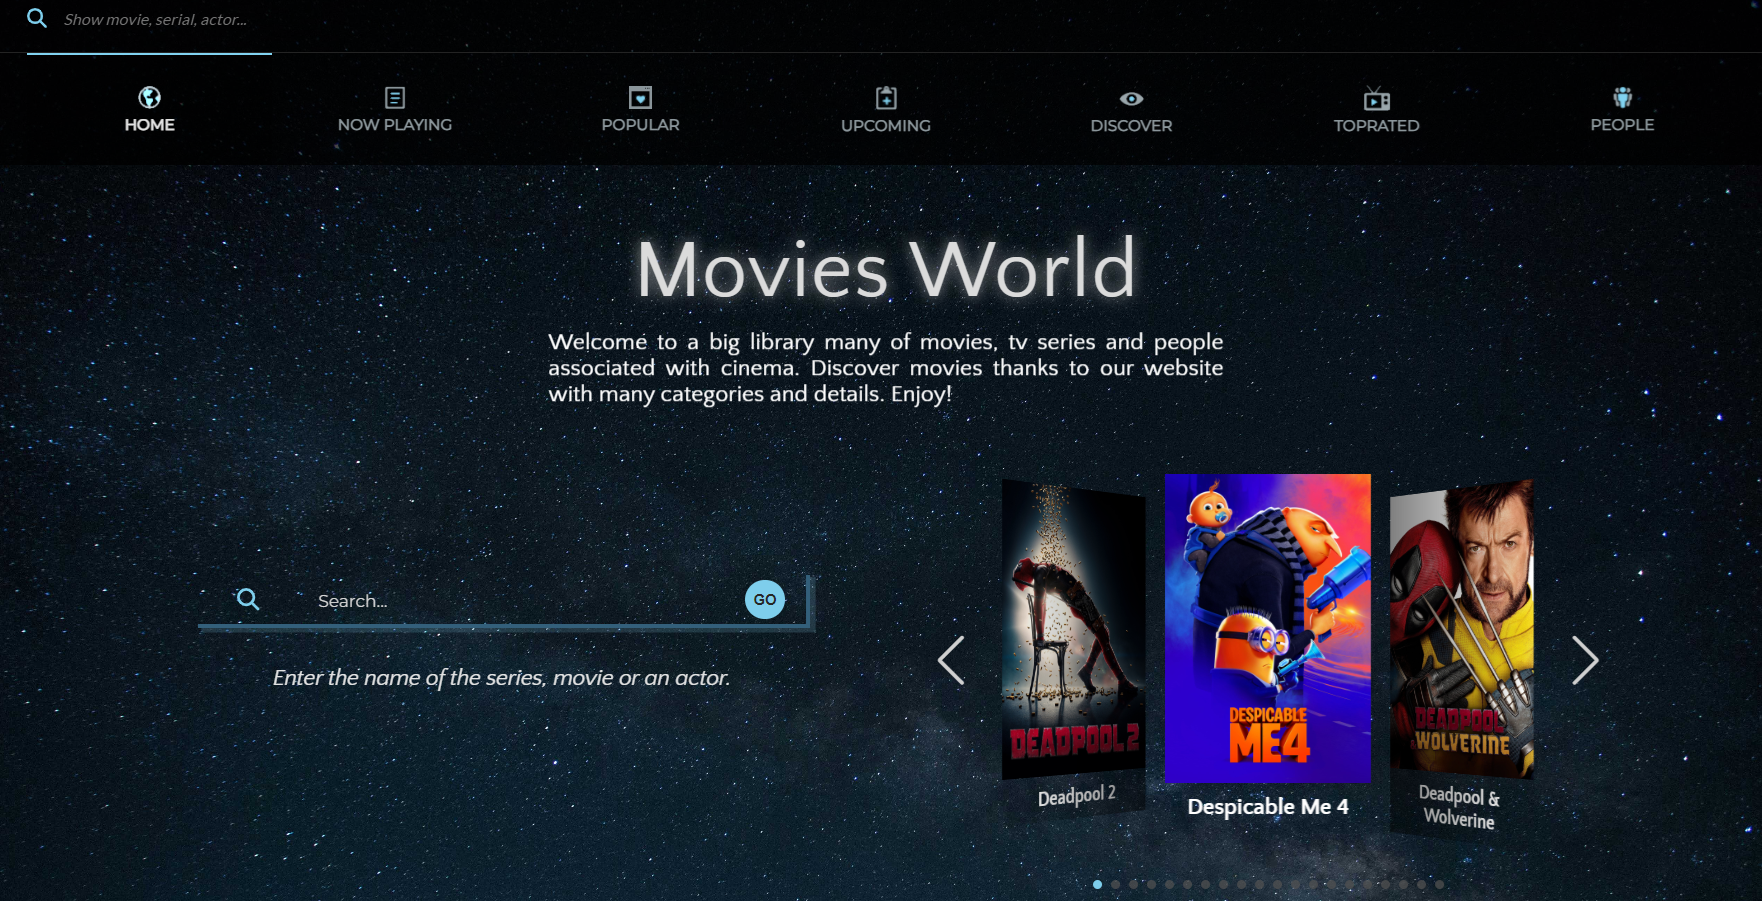 Show movie, serial, actor...
HOME
NOW PLAYING
POPULAR
UPCOMING
DISCOVER
TOPRATED
PEOPLE
Movies World
Welcome to a big library many of movies, tv series and people
associated with cinema. Discover movies thanks to our website
with many categories and details. Enjoy!
Search...
GO
Enter the name of the series, movie or an actor.
DEADPOOL 2
Deadpool 2
DESPICABLE
ME4
Despicable Me 4
DEADPOOL
& WOLVERINE
Deadpool &
Wolverine